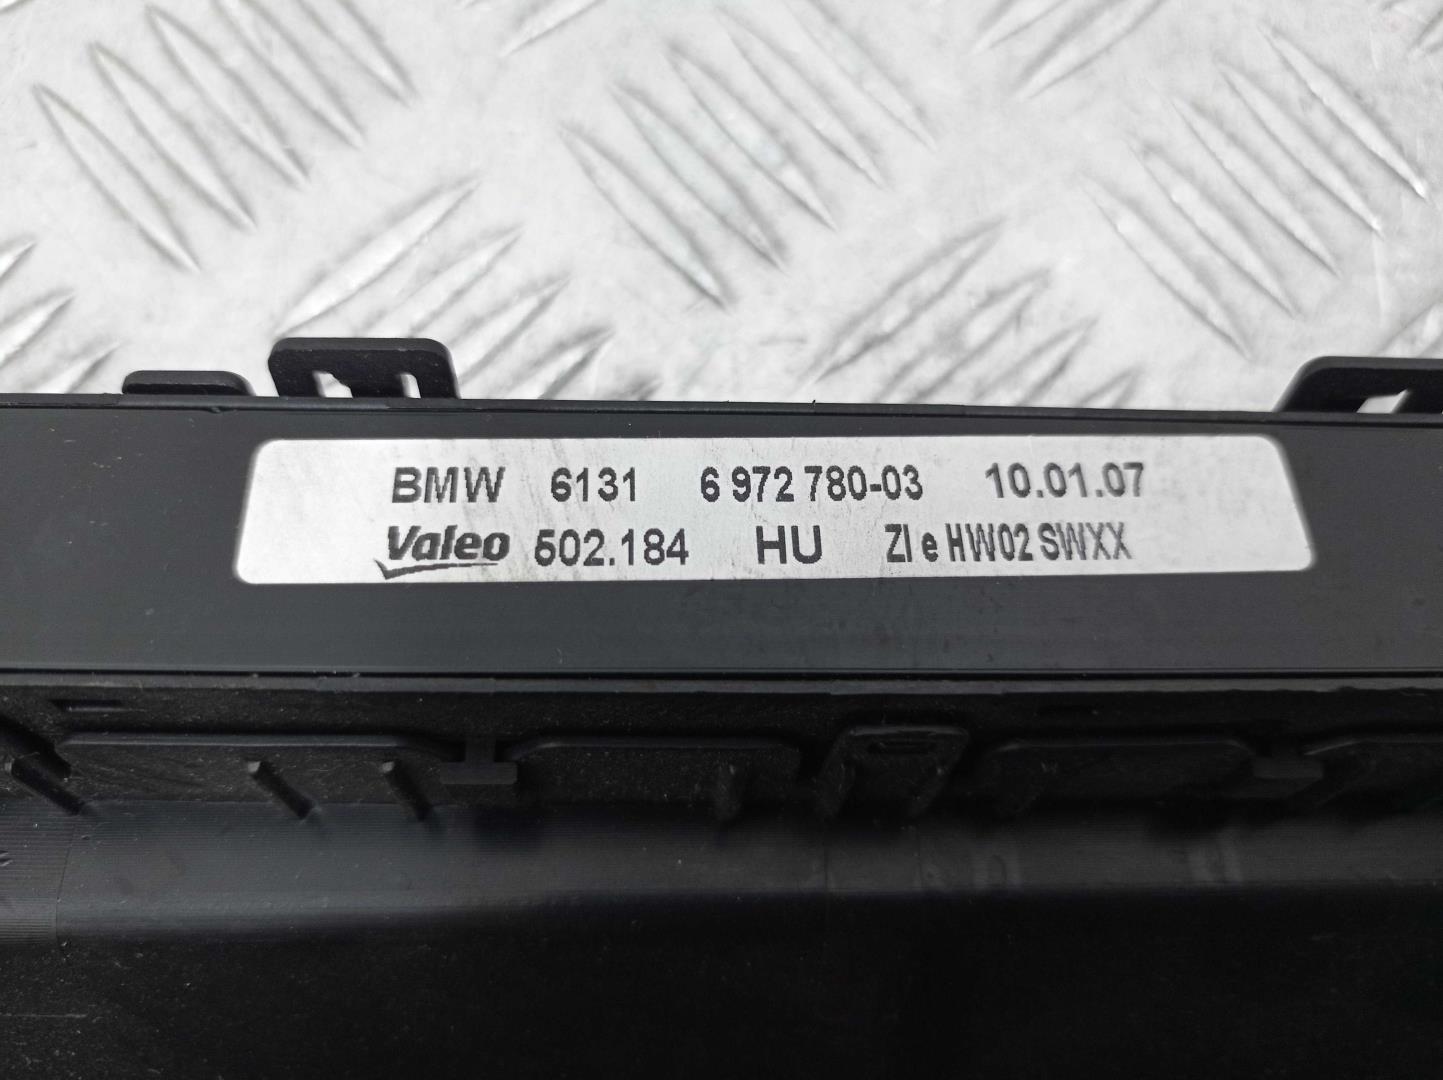 BMW 6131 6 972 780-03 10.01.07
Valeo 502.184 HU ZI e HW02 SWXX